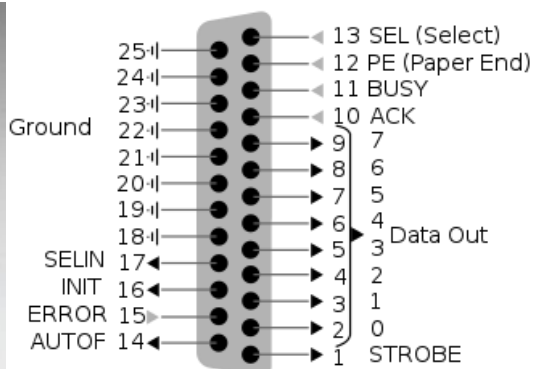 13 SEL (Select)
12 PE (Paper End)
11 BUSY
10 ACK
9 7
8 6
7 5
6 4
5 3
4 2
3 1
2 0
Data Out
1 STROBE
25
24
23
22
21
20
19
18
Ground
SELIN 17
INIT 16
ERROR 15
AUTOF 14